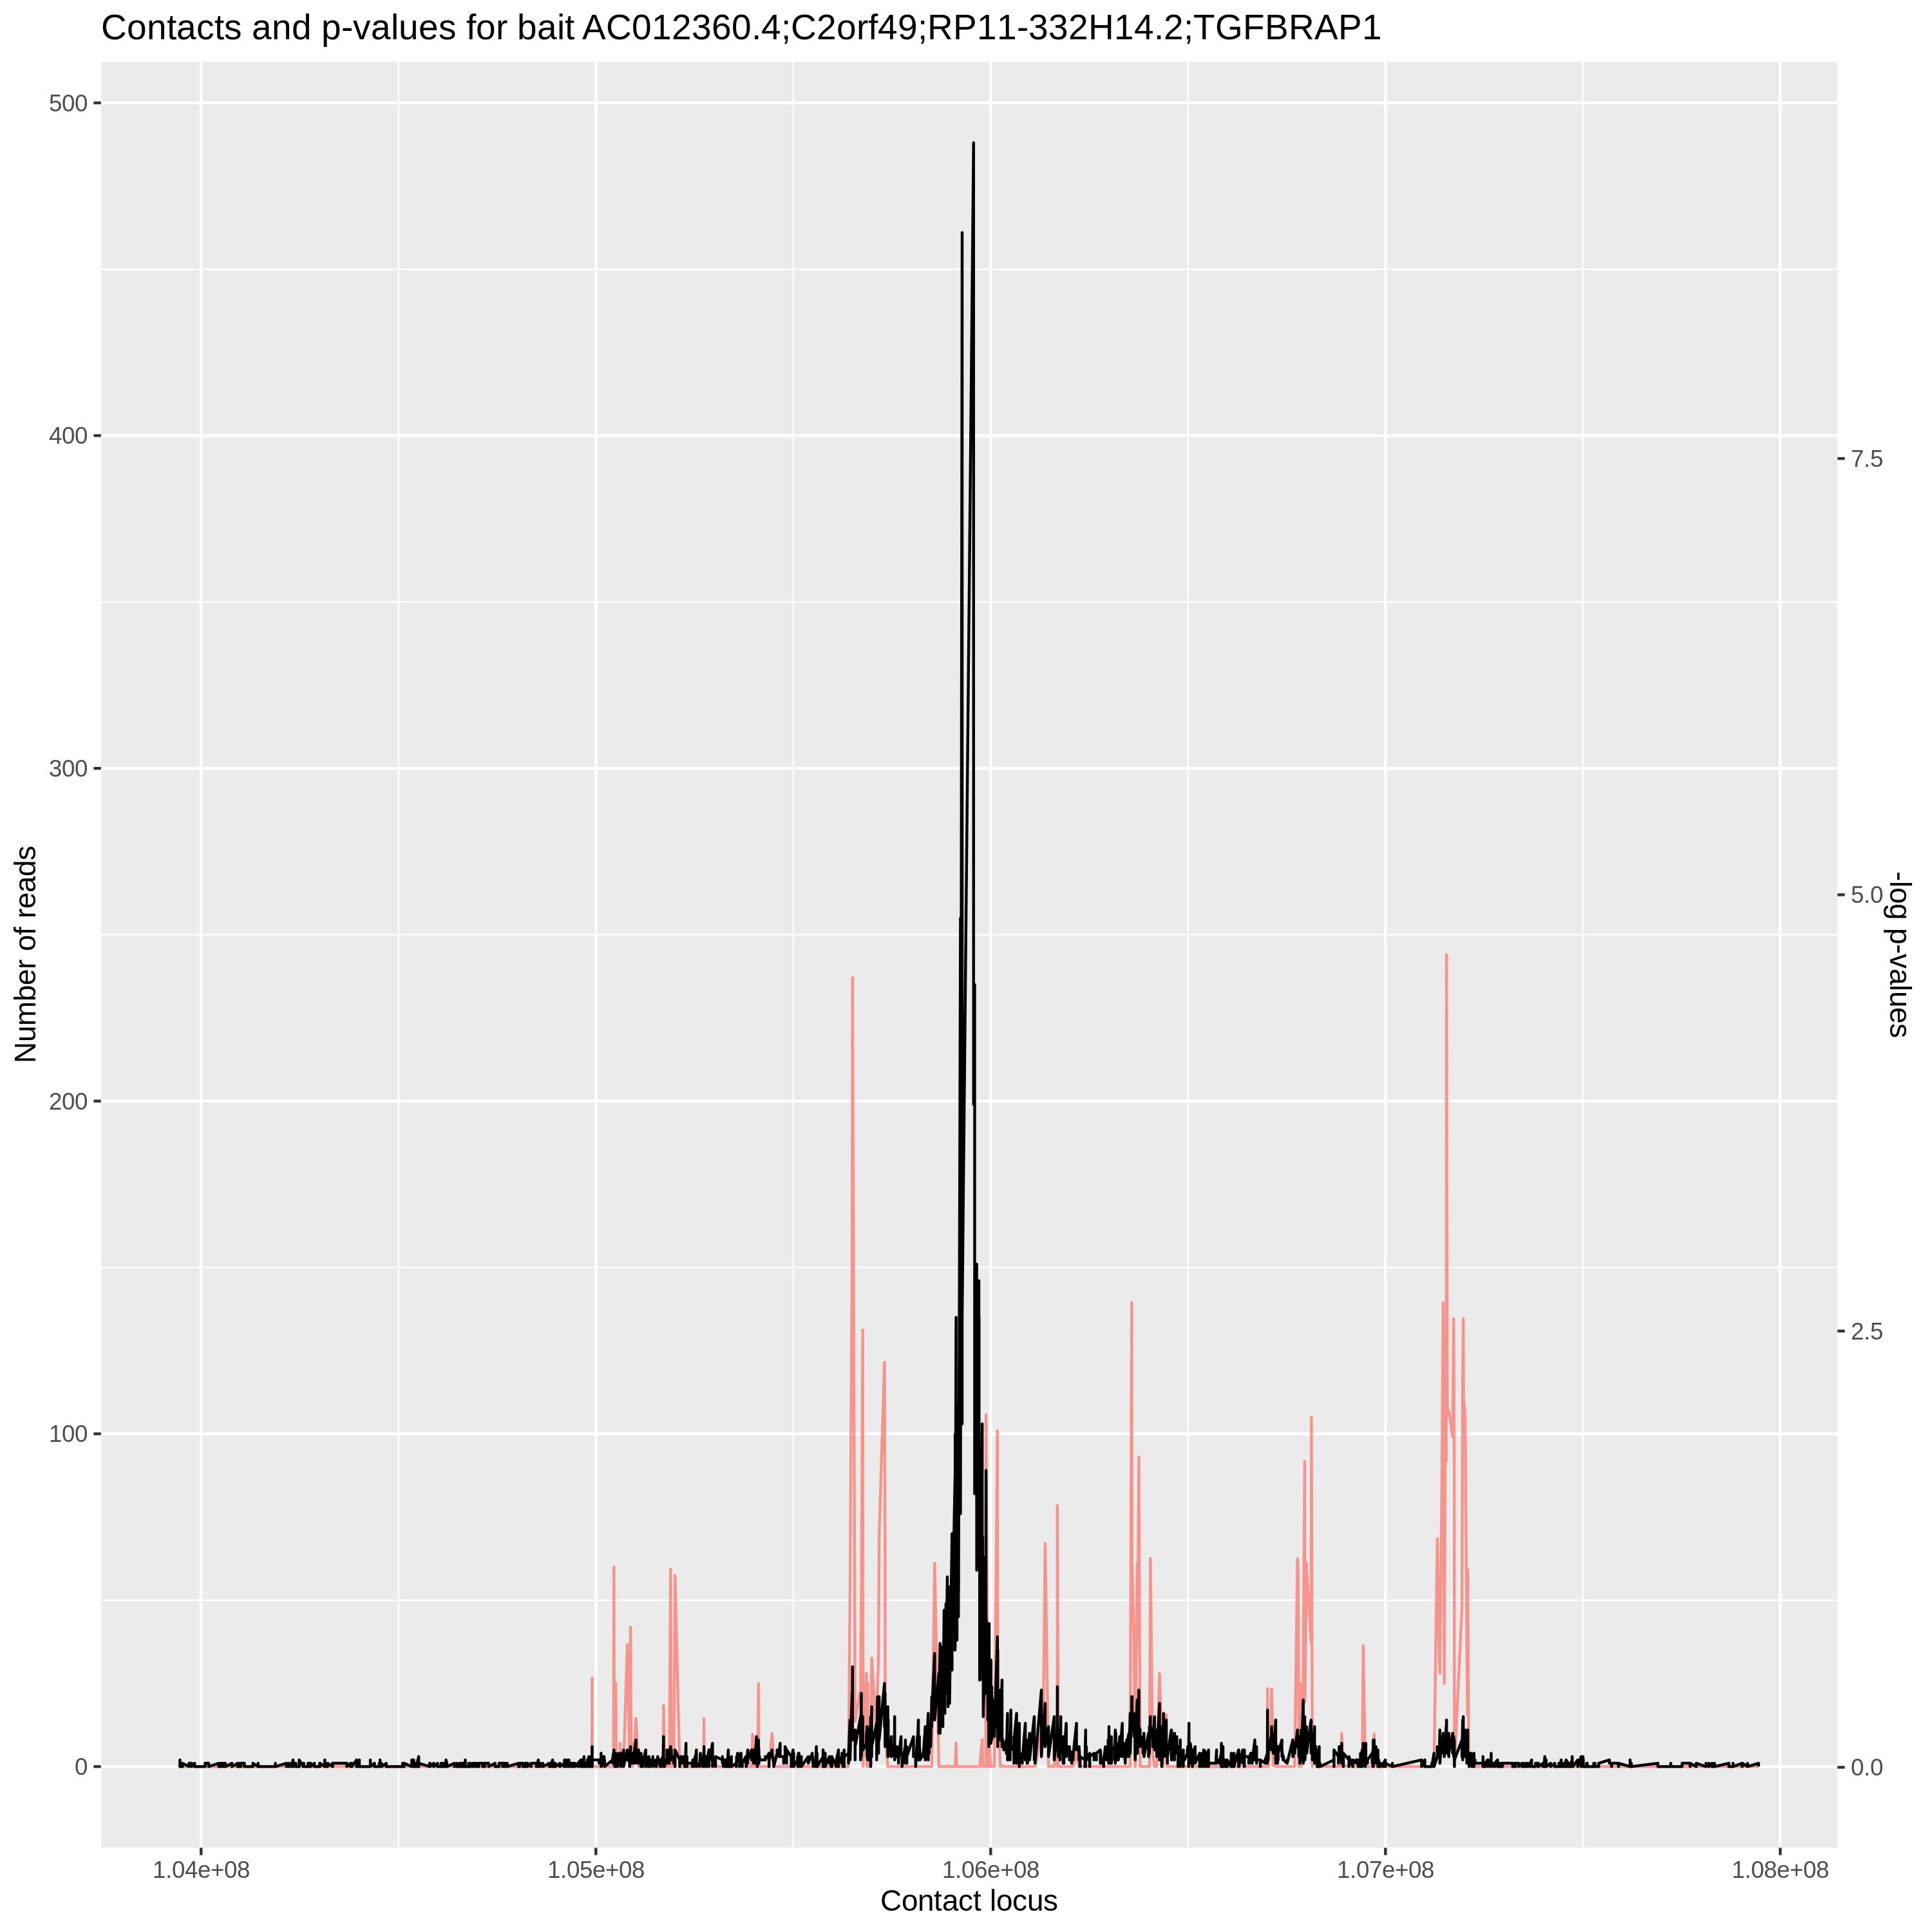 Contacts and p-values for bait AC012360.4;C2orf49;RP11-332H14.2;TGFBRAP1
500
400
300
200
100
0
Number of reads
7.5
5.0
2.5
0.0
-log p-values
1.04e+08 1.05e+08 1.06e+08 1.07e+08 1.08e+08
Contact locus